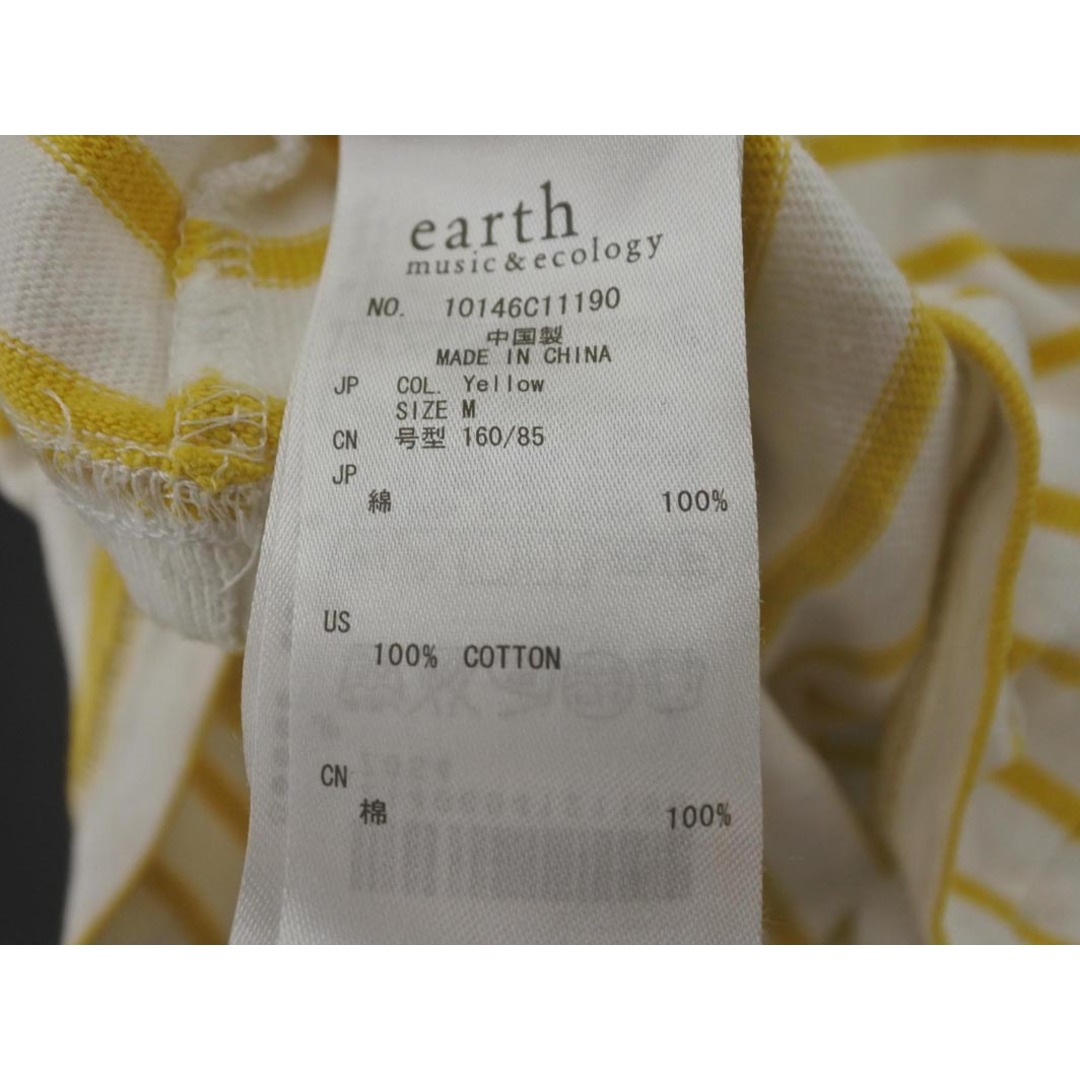 earth
music&ecology
NO. 10146C11190
中国製
MADE IN CHINA
JP COL. Yellow
SIZE M
CN 号型 160/85
JP
綿 100%
US
100% COTTON
CN
棉 100%